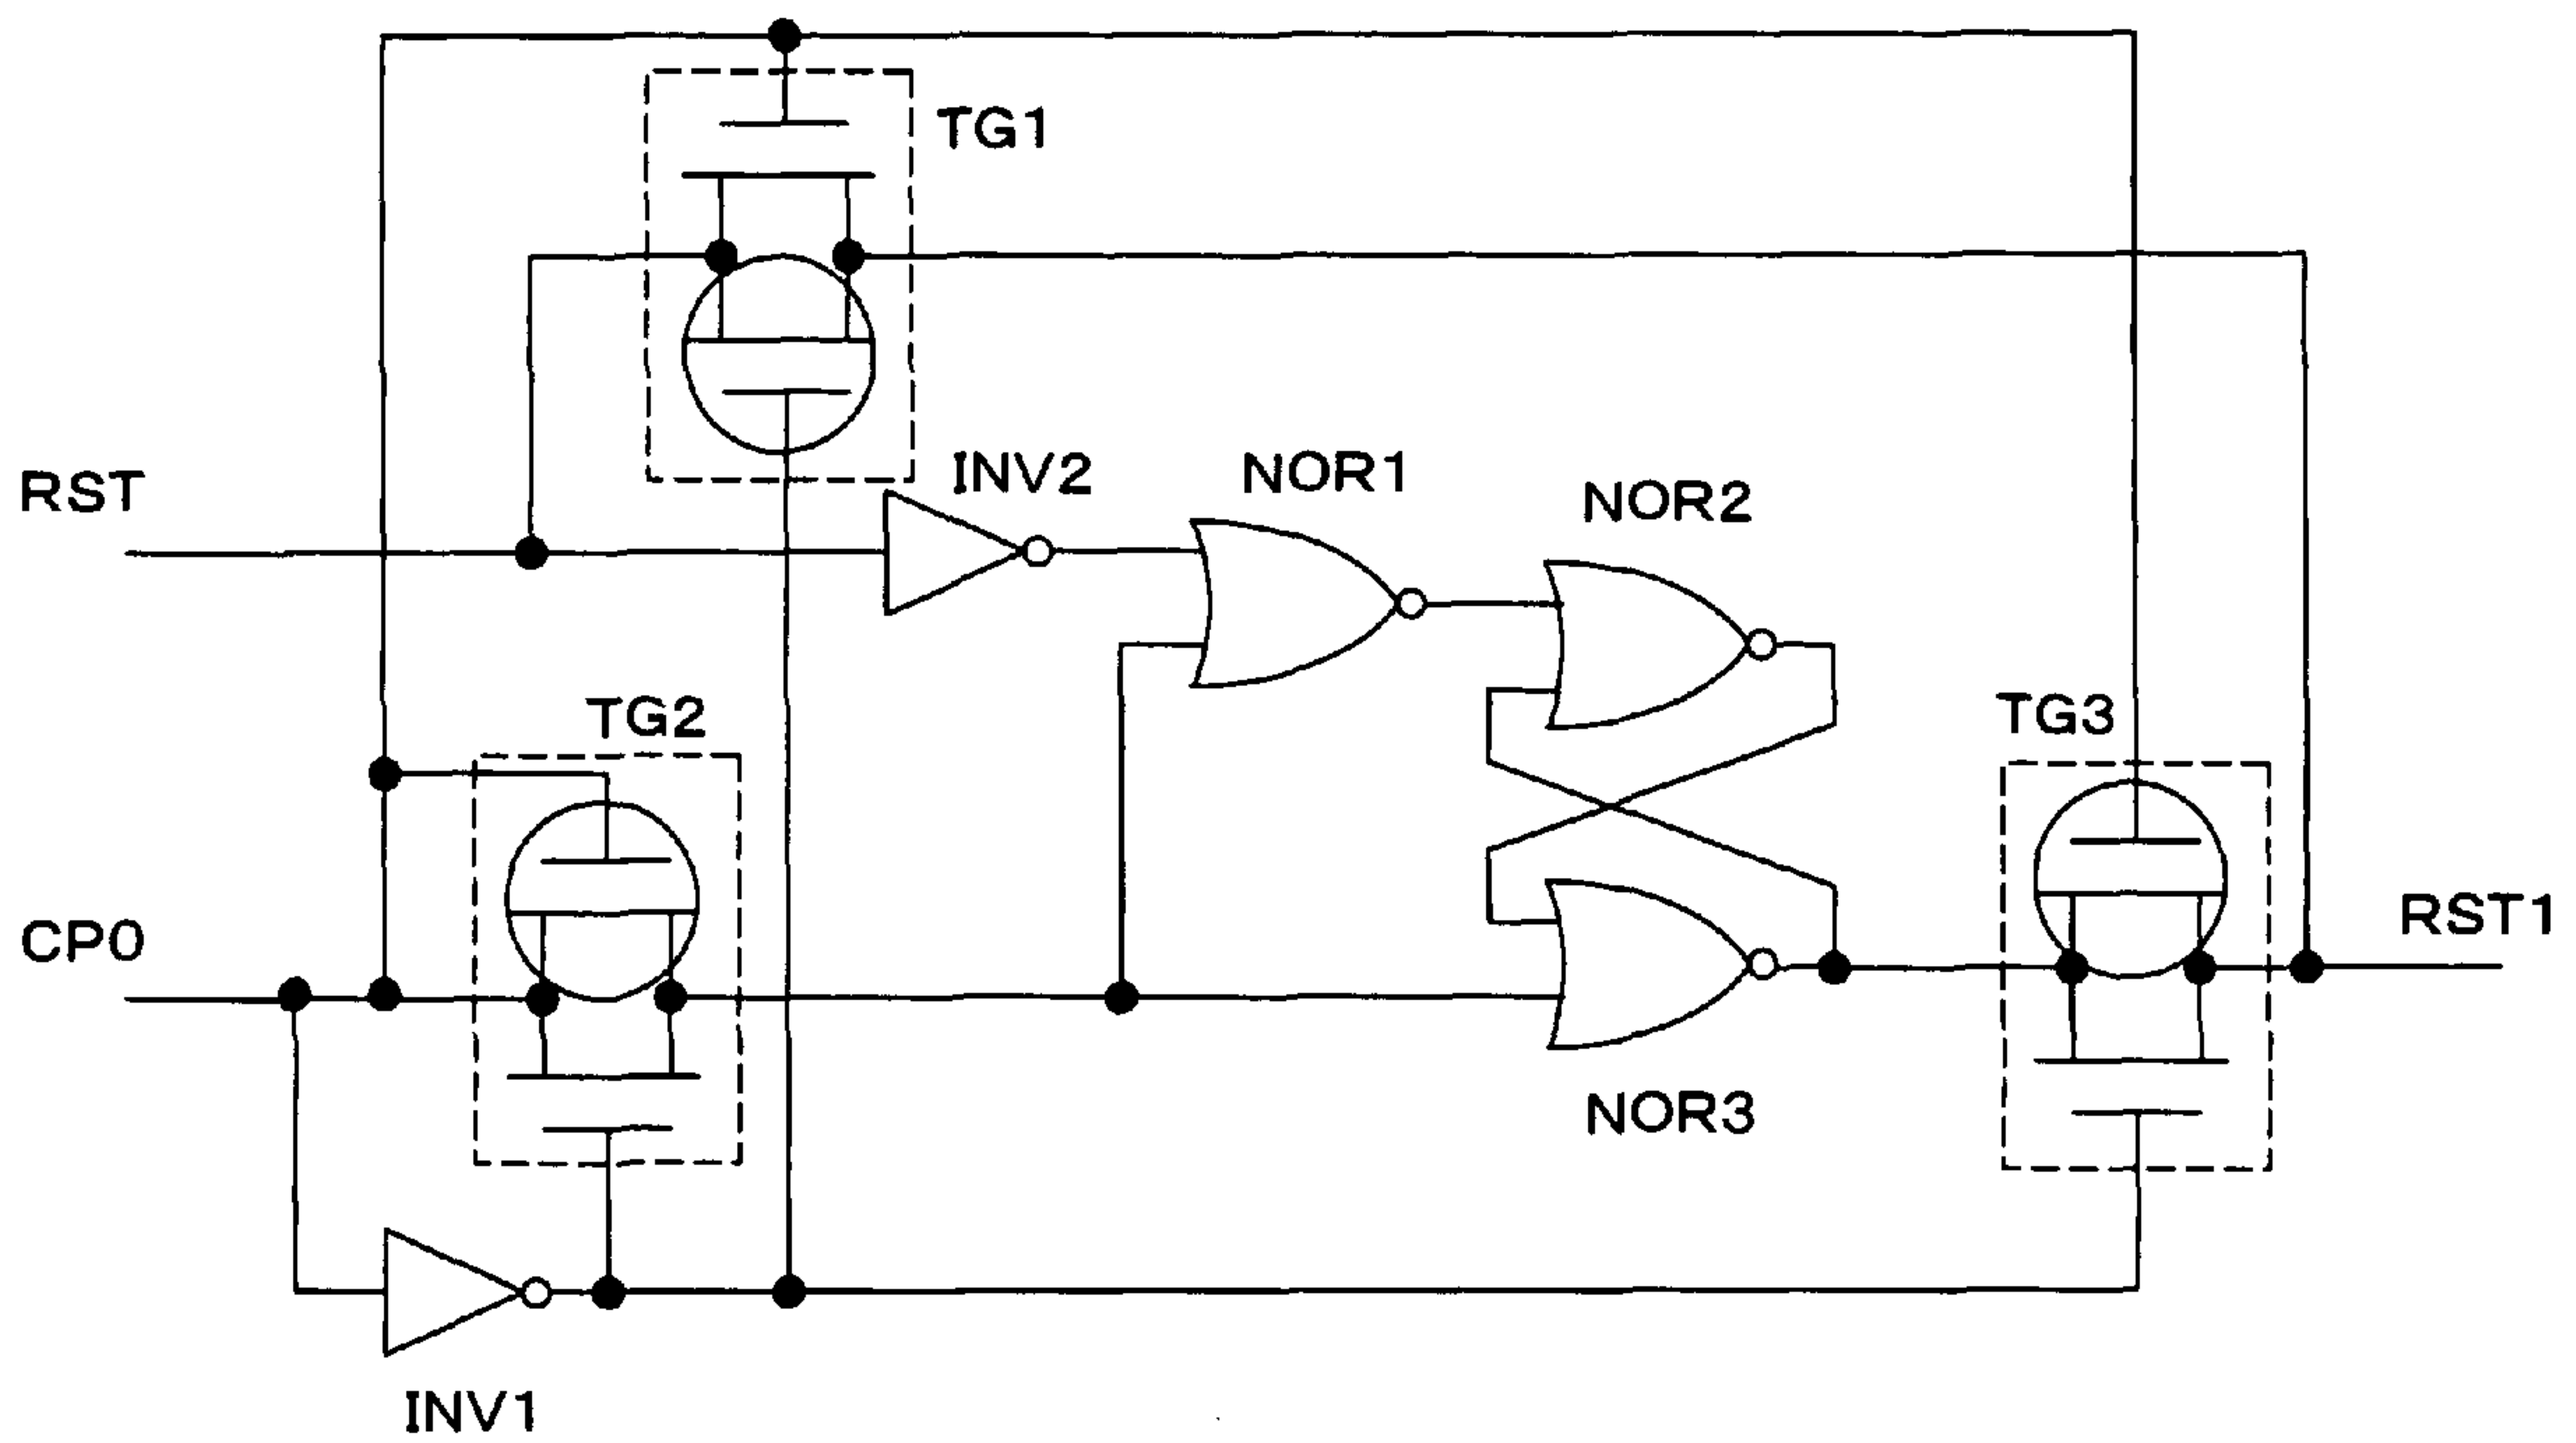 TG1
RST
INV2
NOR1
NOR2
TG2
TG3
CP0
RST1
NOR3
INV1